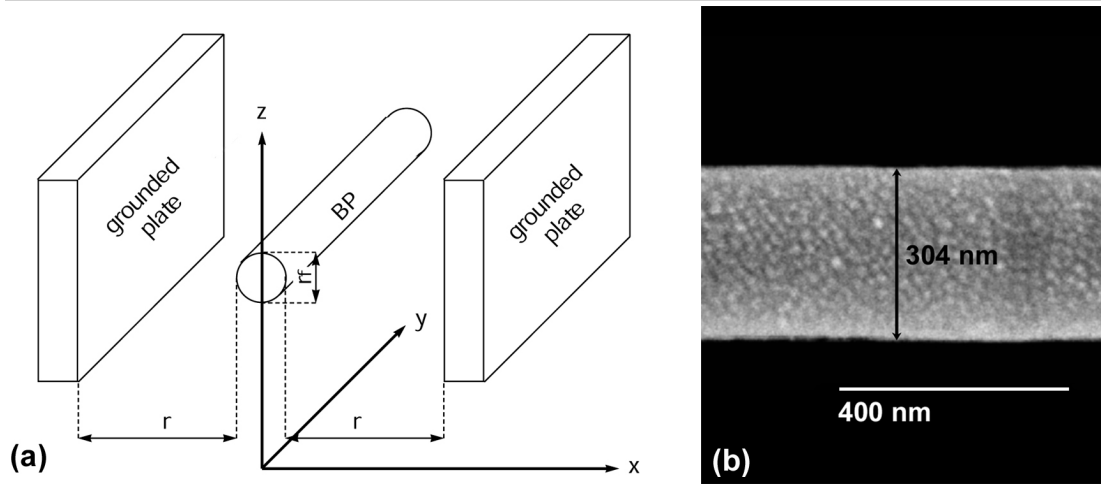 z
grounded
plate
BP
grounded
plate
rf
y
r
r
x
(a)
304 nm
400 nm
(b)